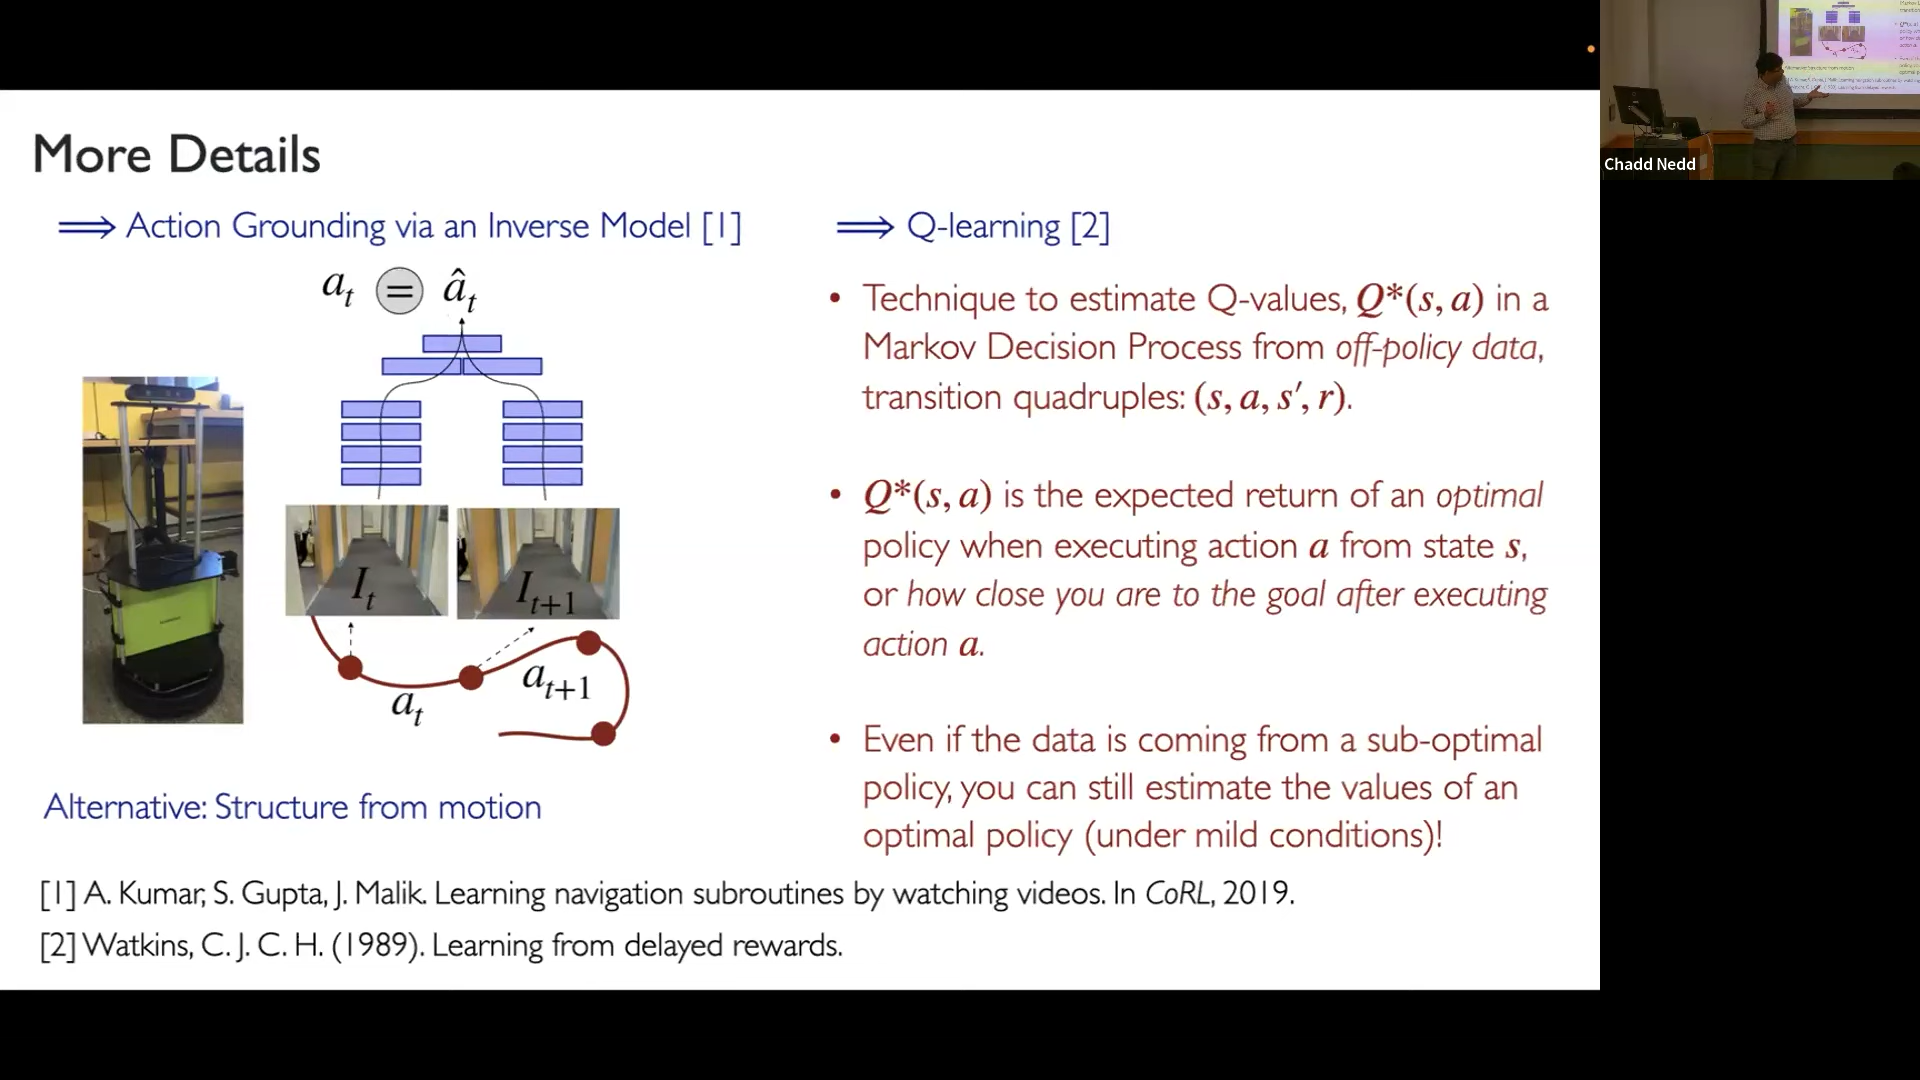 More Details
⟹ Action Grounding via an Inverse Model [1]
a_t = â_t
I_t
I_{t+1}
a_t
a_{t+1}
Alternative: Structure from motion
⟹ Q-learning [2]
• Technique to estimate Q-values, Q*(s, a) in a
Markov Decision Process from off-policy data,
transition quadruples: (s, a, s′, r).
• Q*(s, a) is the expected return of an optimal
policy when executing action a from state s,
or how close you are to the goal after executing
action a.
• Even if the data is coming from a sub-optimal
policy, you can still estimate the values of an
optimal policy (under mild conditions)!
[1] A. Kumar, S. Gupta, J. Malik. Learning navigation subroutines by watching videos. In CoRL, 2019.
[2] Watkins, C. J. C. H. (1989). Learning from delayed rewards.
Chadd Nedd